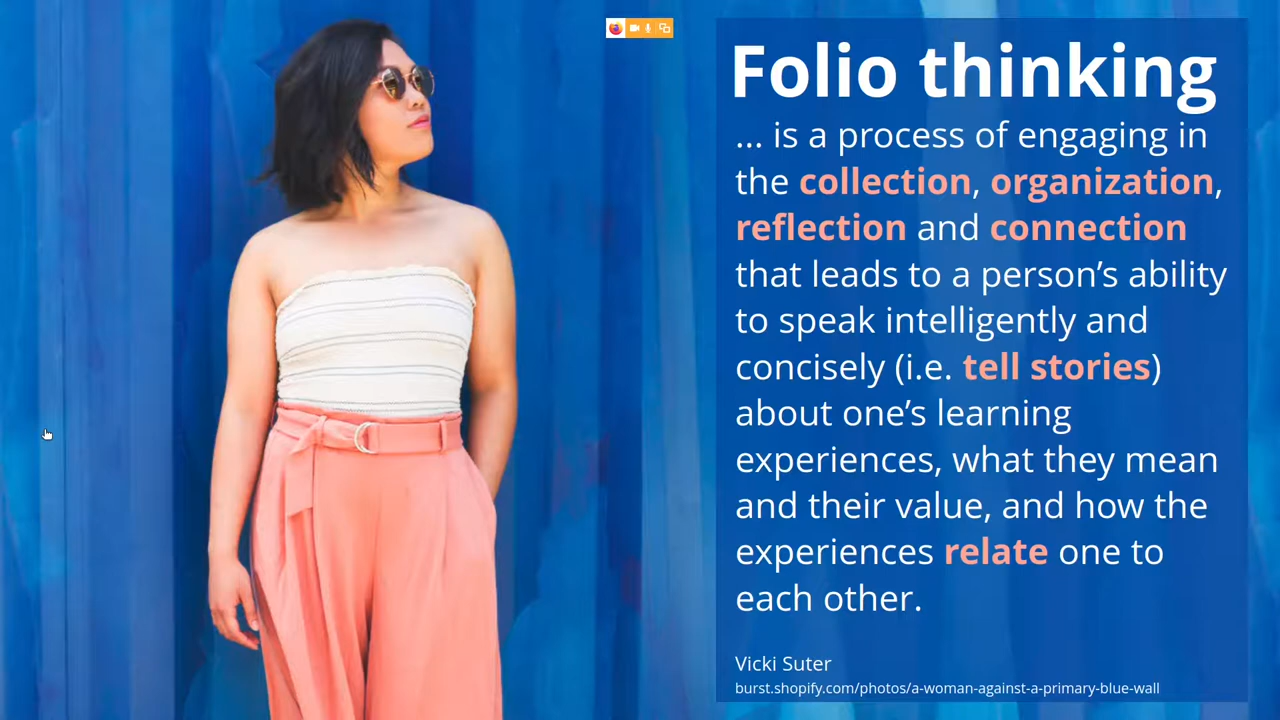 Folio thinking
... is a process of engaging in
the collection, organization,
reflection and connection
that leads to a person’s ability
to speak intelligently and
concisely (i.e. tell stories)
about one’s learning
experiences, what they mean
and their value, and how the
experiences relate one to
each other.
Vicki Suter
burst.shopify.com/photos/a-woman-against-a-primary-blue-wall